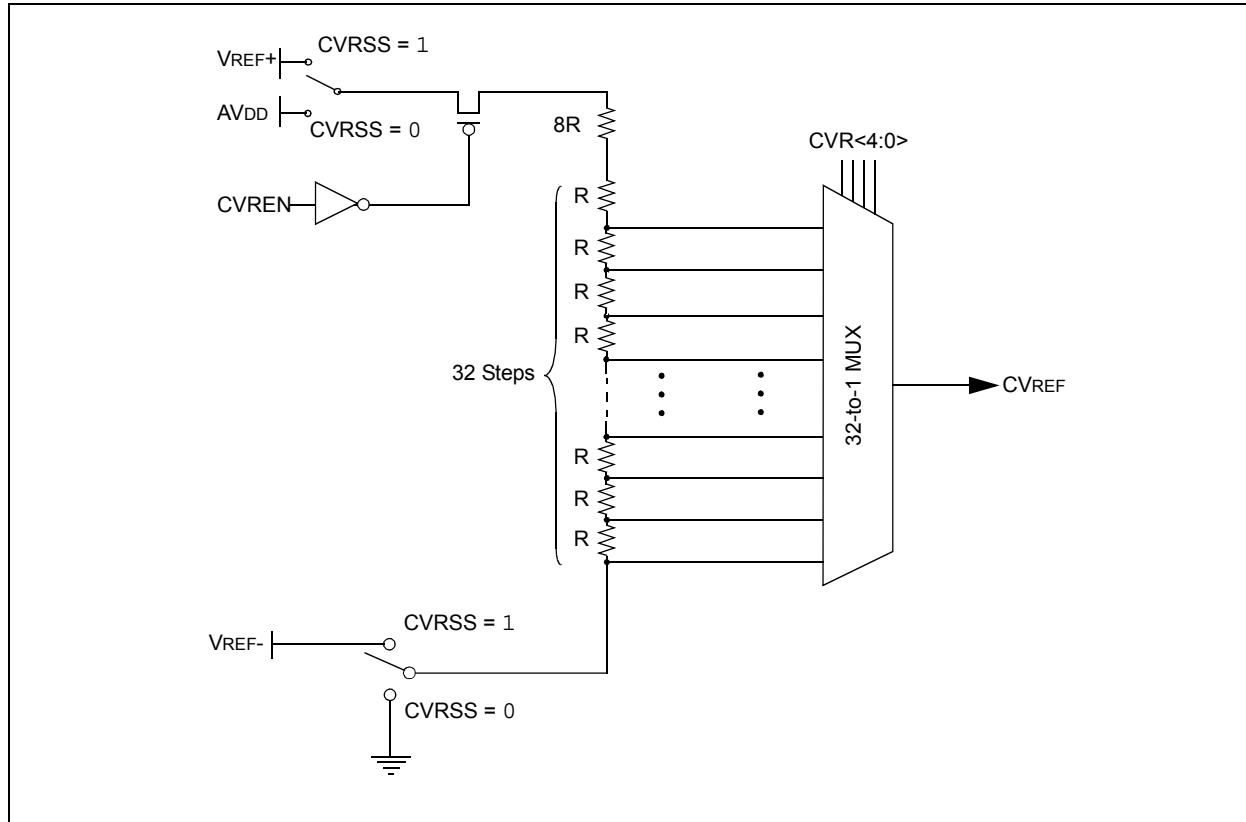 CVRSS = 1
VREF+
AVDD
CVRSS = 0
8R
CVREN
CVR<4:0>
R
R
R
R
32 Steps
32-to-1 MUX
CVREF
R
R
R
CVRSS = 1
VREF-
CVRSS = 0